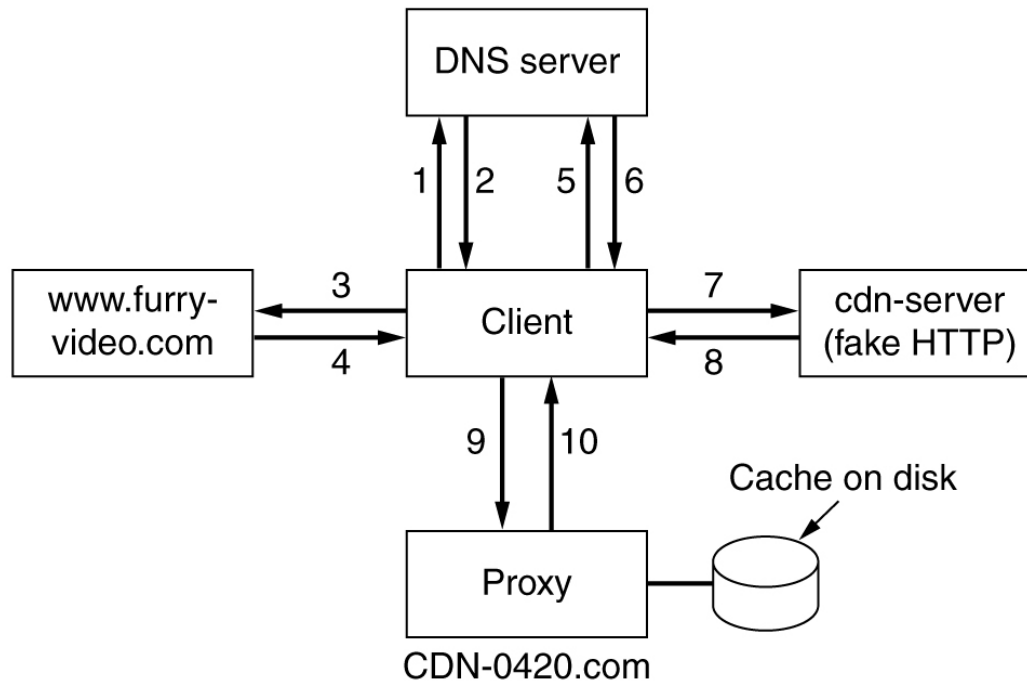 DNS server
1
2
5
6
www.furry-
video.com
3
4
Client
7
8
cdn-server
(fake HTTP)
9
10
Cache on disk
Proxy
CDN-0420.com